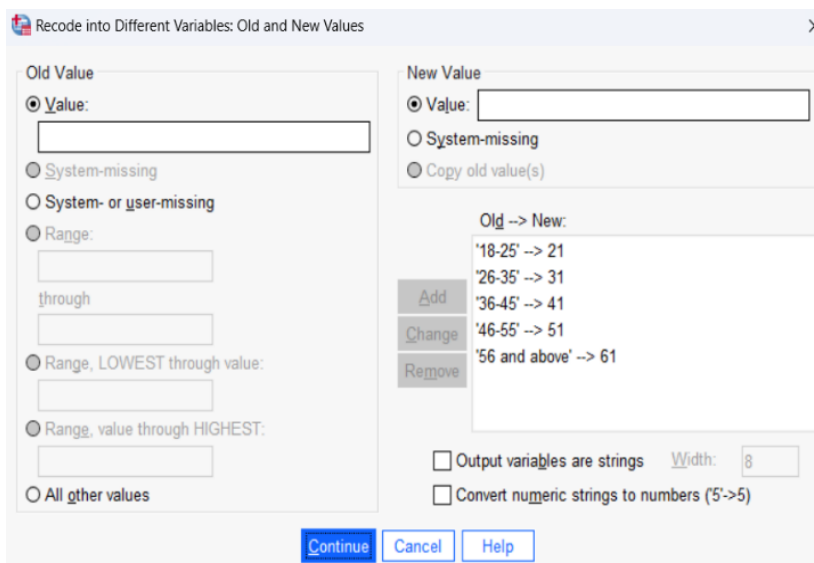 Recode into Different Variables: Old and New Values
Old Value
Value:
System-missing
System- or user-missing
Range:
through
Range, LOWEST through value:
Range, value through HIGHEST:
All other values
New Value
Value:
System-missing
Copy old value(s)
Old --> New:
'18-25' --> 21
'26-35' --> 31
'36-45' --> 41
'46-55' --> 51
'56 and above' --> 61
Add
Change
Remove
Output variables are strings Width: 8
Convert numeric strings to numbers ('5'->5)
Continue Cancel Help